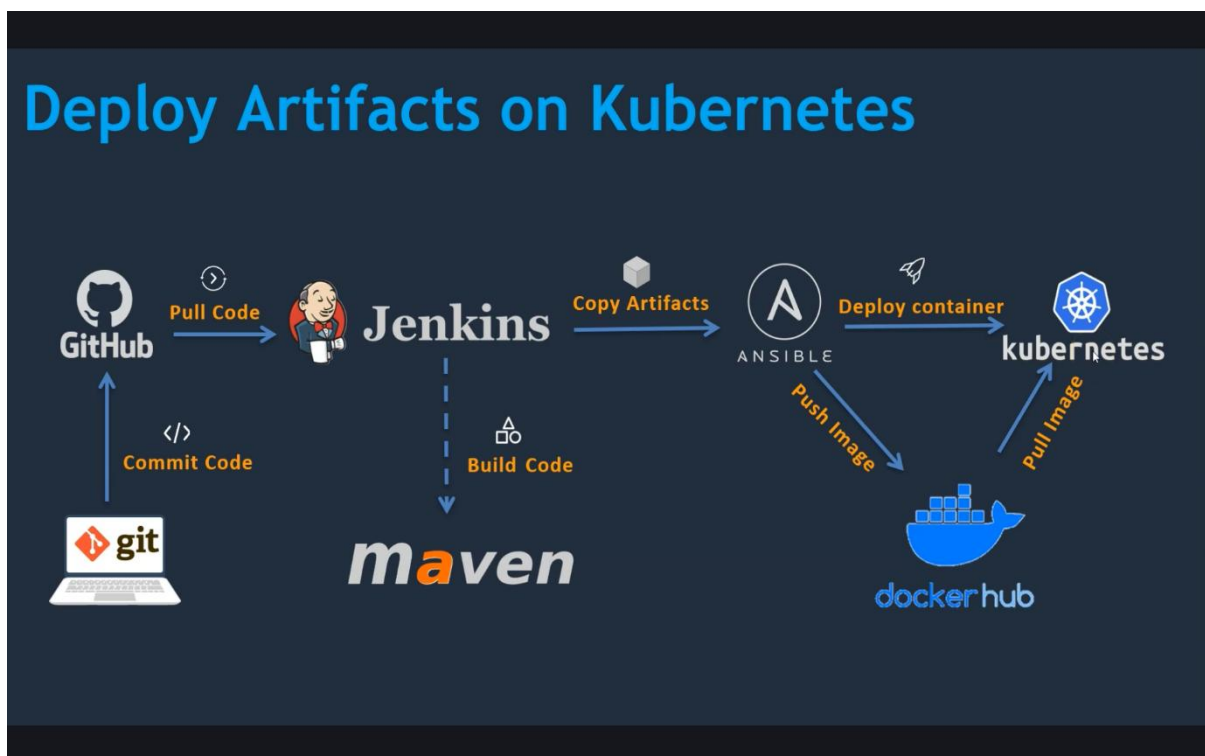 Deploy Artifacts on Kubernetes
Pull Code
GitHub
Jenkins
Copy Artifacts
ANSIBLE
Deploy container
kubernetes
</>
Commit Code
Build Code
Push Image
Pull Image
git
maven
dockerhub